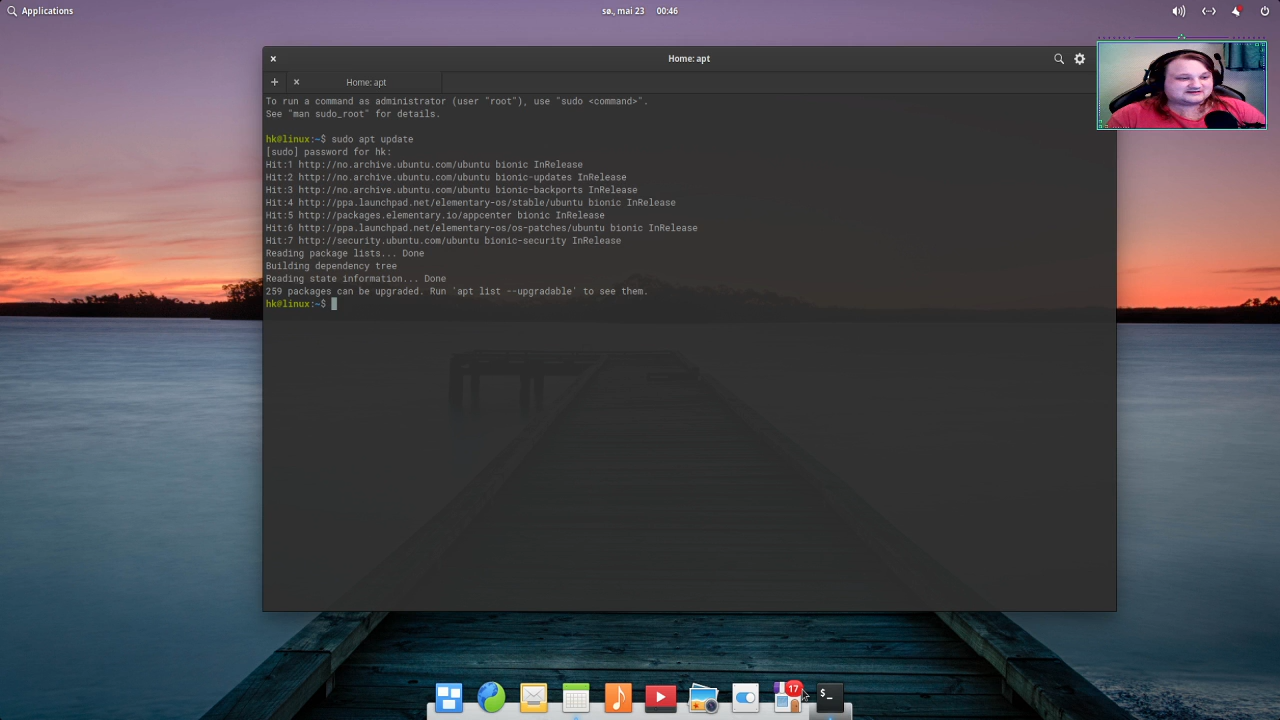 Applications
sø., mai 23 00:46
Home: apt
Home: apt
To run a command as administrator (user "root"), use "sudo <command>".
See "man sudo_root" for details.
hk@linux:~$ sudo apt update
[sudo] password for hk:
Hit:1 http://no.archive.ubuntu.com/ubuntu bionic InRelease
Hit:2 http://no.archive.ubuntu.com/ubuntu bionic-updates InRelease
Hit:3 http://no.archive.ubuntu.com/ubuntu bionic-backports InRelease
Hit:4 http://ppa.launchpad.net/elementary-os/stable/ubuntu bionic InRelease
Hit:5 http://packages.elementary.io/appcenter bionic InRelease
Hit:6 http://ppa.launchpad.net/elementary-os/os-patches/ubuntu bionic InRelease
Hit:7 http://security.ubuntu.com/ubuntu bionic-security InRelease
Reading package lists... Done
Building dependency tree
Reading state information... Done
259 packages can be upgraded. Run 'apt list --upgradable' to see them.
hk@linux:~$
17
$_